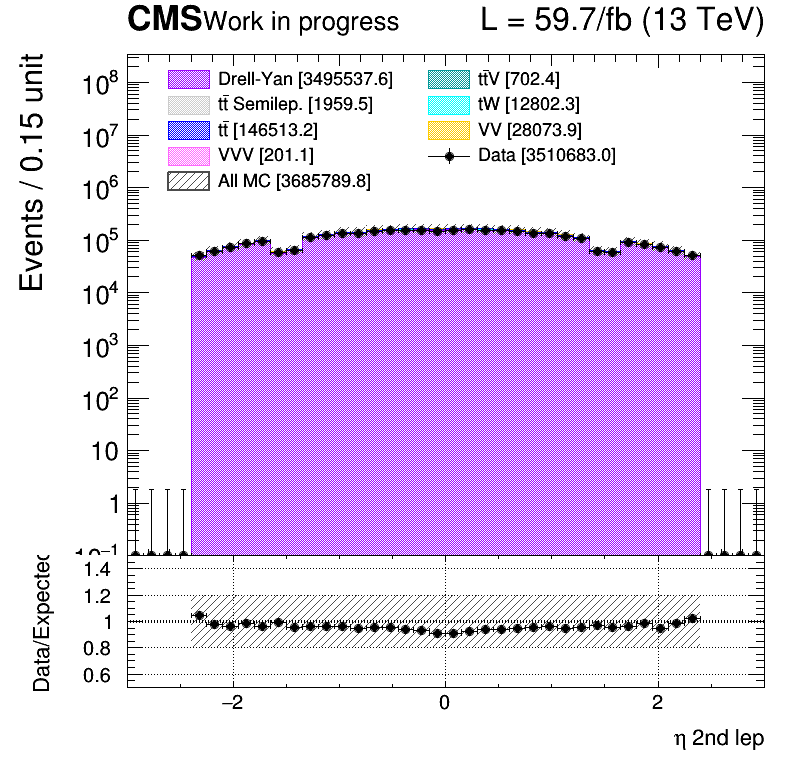 CMS Work in progress L = 59.7/fb (13 TeV)
Events / 0.15 unit
Drell-Yan [3495537.6]
tt̄ Semilep. [1959.5]
tt̄ [146513.2]
VVV [201.1]
All MC [3685789.8]
tt̄V [702.4]
tW [12802.3]
VV [28073.9]
Data [3510683.0]
10⁸
10⁷
10⁶
10⁵
10⁴
10³
10²
10
1
10⁻¹
Data/Expected
1.4
1.2
1
0.8
0.6
−2 0 2
η 2nd lep